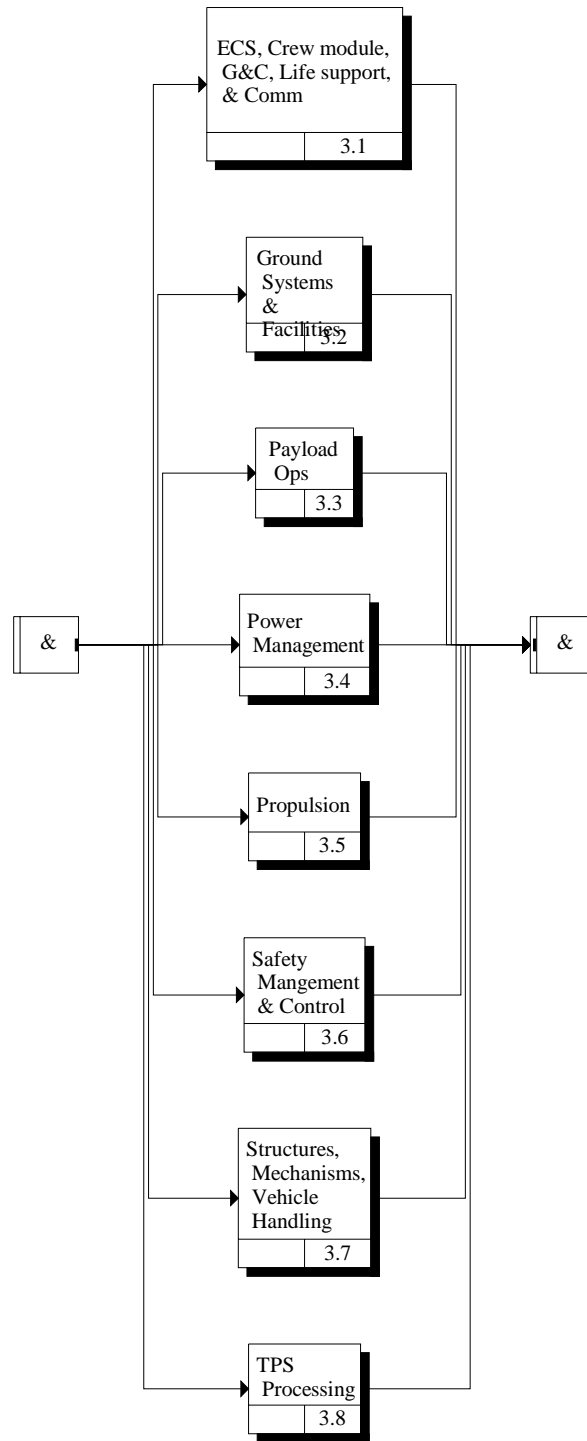 ECS, Crew module,
G&C, Life support,
& Comm
3.1
Ground
Systems
&
Facilities
3.2
Payload
Ops
3.3
&
Power
Management
3.4
&
Propulsion
3.5
Safety
Mangement
& Control
3.6
Structures,
Mechanisms,
Vehicle
Handling
3.7
TPS
Processing
3.8